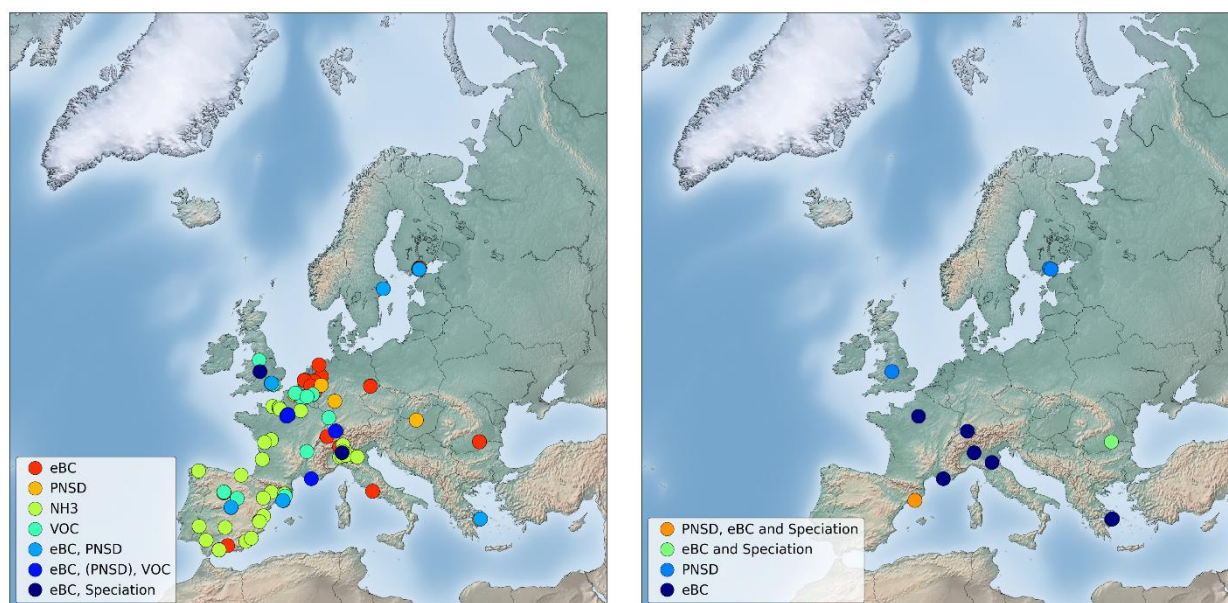 eBC
PNSD
NH3
VOC
eBC, PNSD
eBC, (PNSD), VOC
eBC, Speciation
PNSD, eBC and Speciation
eBC and Speciation
PNSD
eBC